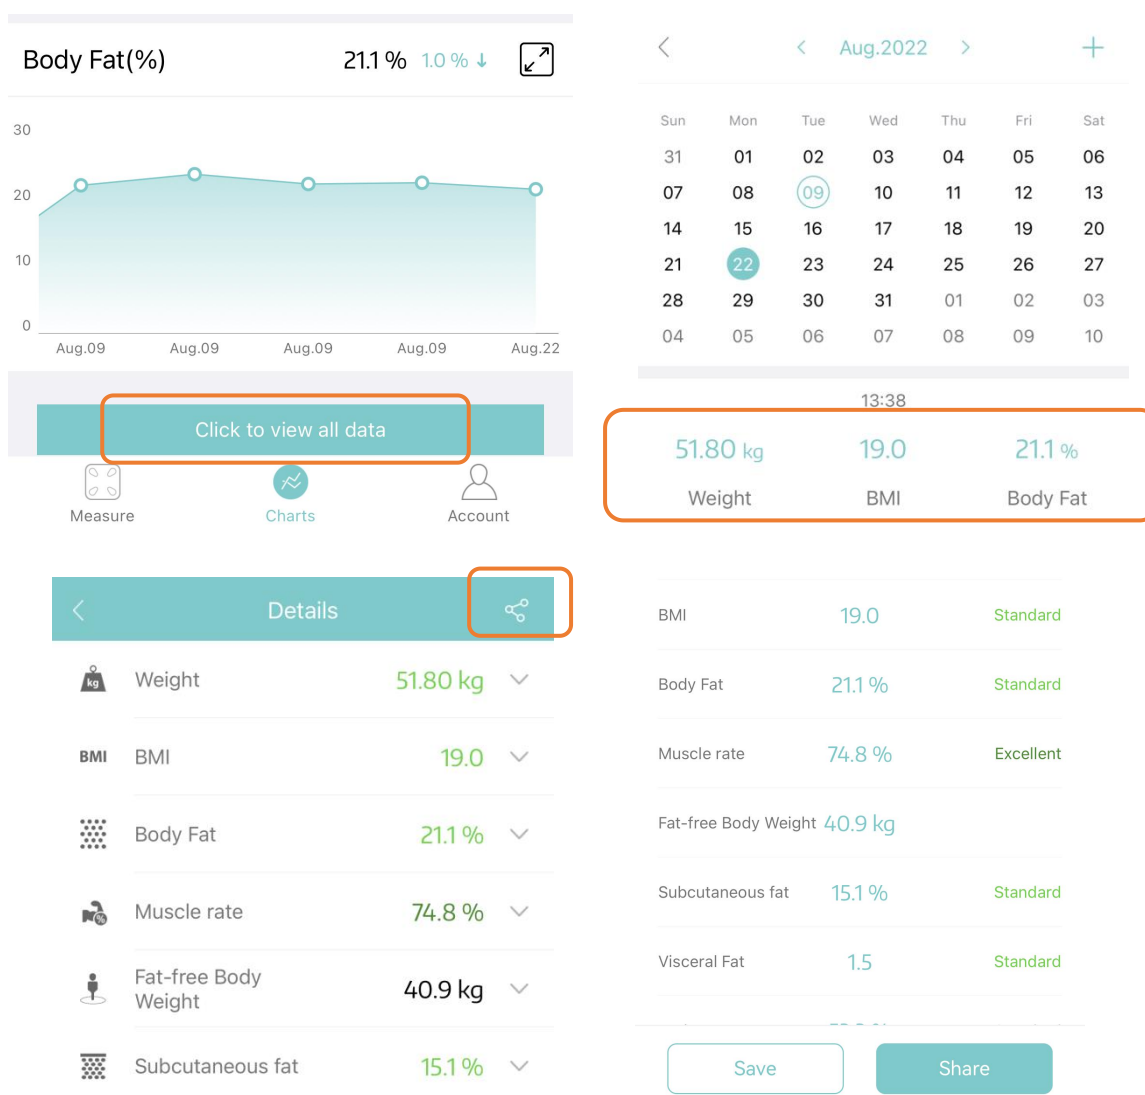 Body Fat(%) 21.1 % 1.0 %
30
20
10
0
Aug.09 Aug.09 Aug.09 Aug.09 Aug.22
Click to view all data
Measure Charts Account
Aug.2022
Sun Mon Tue Wed Thu Fri Sat
31 01 02 03 04 05 06
07 08 09 10 11 12 13
14 15 16 17 18 19 20
21 22 23 24 25 26 27
28 29 30 31 01 02 03
04 05 06 07 08 09 10
13:38
51.80 kg 19.0 21.1 %
Weight BMI Body Fat
Details
kg Weight 51.80 kg
BMI BMI 19.0
Body Fat 21.1 %
% Muscle rate 74.8 %
Fat-free Body
Weight 40.9 kg
Subcutaneous fat 15.1 %
BMI 19.0 Standard
Body Fat 21.1 % Standard
Muscle rate 74.8 % Excellent
Fat-free Body Weight 40.9 kg
Subcutaneous fat 15.1 % Standard
Visceral Fat 1.5 Standard
Save Share